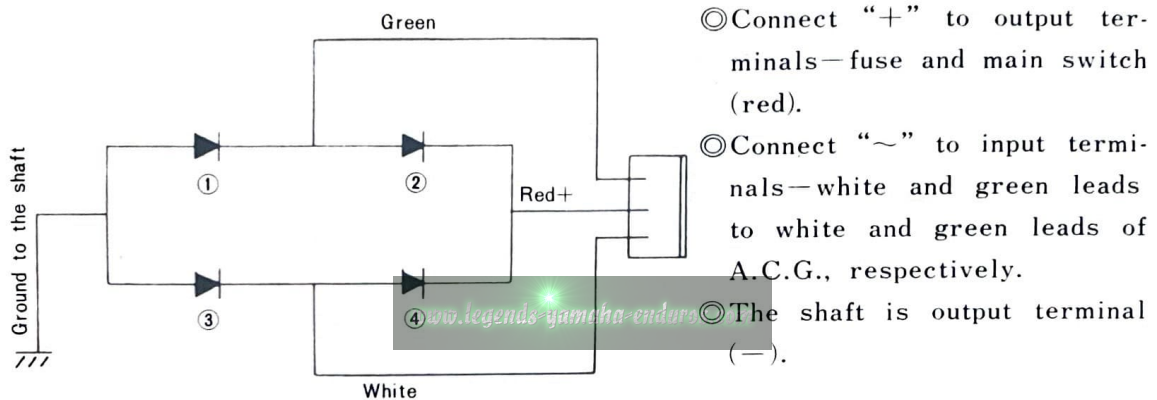 Green
Ground to the shaft
①
②
Red+
③
④
White
www.legends-yamaha-enduros.com
◎Connect “+” to output ter-
minals—fuse and main switch
(red).
◎Connect “~” to input termi-
nals—white and green leads
to white and green leads of
A.C.G., respectively.
◎The shaft is output terminal
(—).